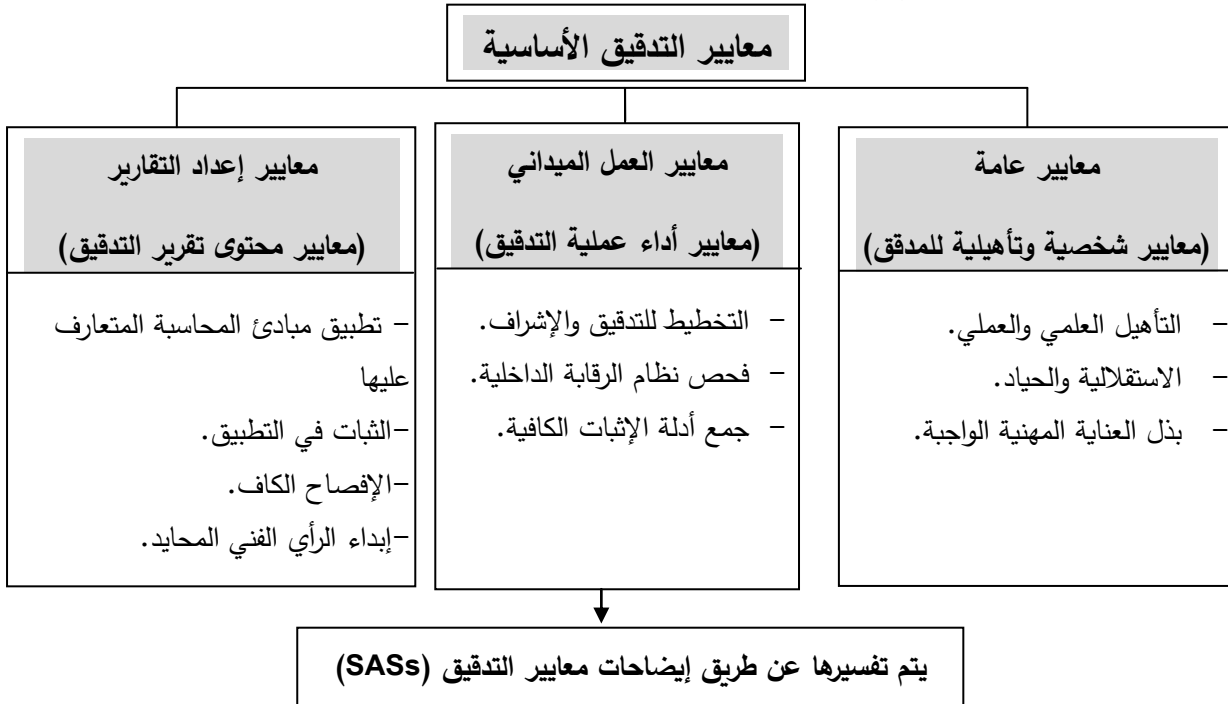 معايير التدقيق الأساسية
معايير عامة
(معايير شخصية وتأهيلية للمدقق)
- التأهيل العلمي والعملي.
- الاستقلالية والحياد.
- بذل العناية المهنية الواجبة.
معايير العمل الميداني
(معايير أداء عملية التدقيق)
- التخطيط للتدقيق والإشراف.
- فحص نظام الرقابة الداخلية.
- جمع أدلة الإثبات الكافية.
معايير إعداد التقارير
(معايير محتوى تقرير التدقيق)
- تطبيق مبادئ المحاسبة المتعارف
عليها
-الثبات في التطبيق.
-الإفصاح الكاف.
-إبداء الرأي الفني المحايد.
يتم تفسيرها عن طريق إيضاحات معايير التدقيق (SASs)